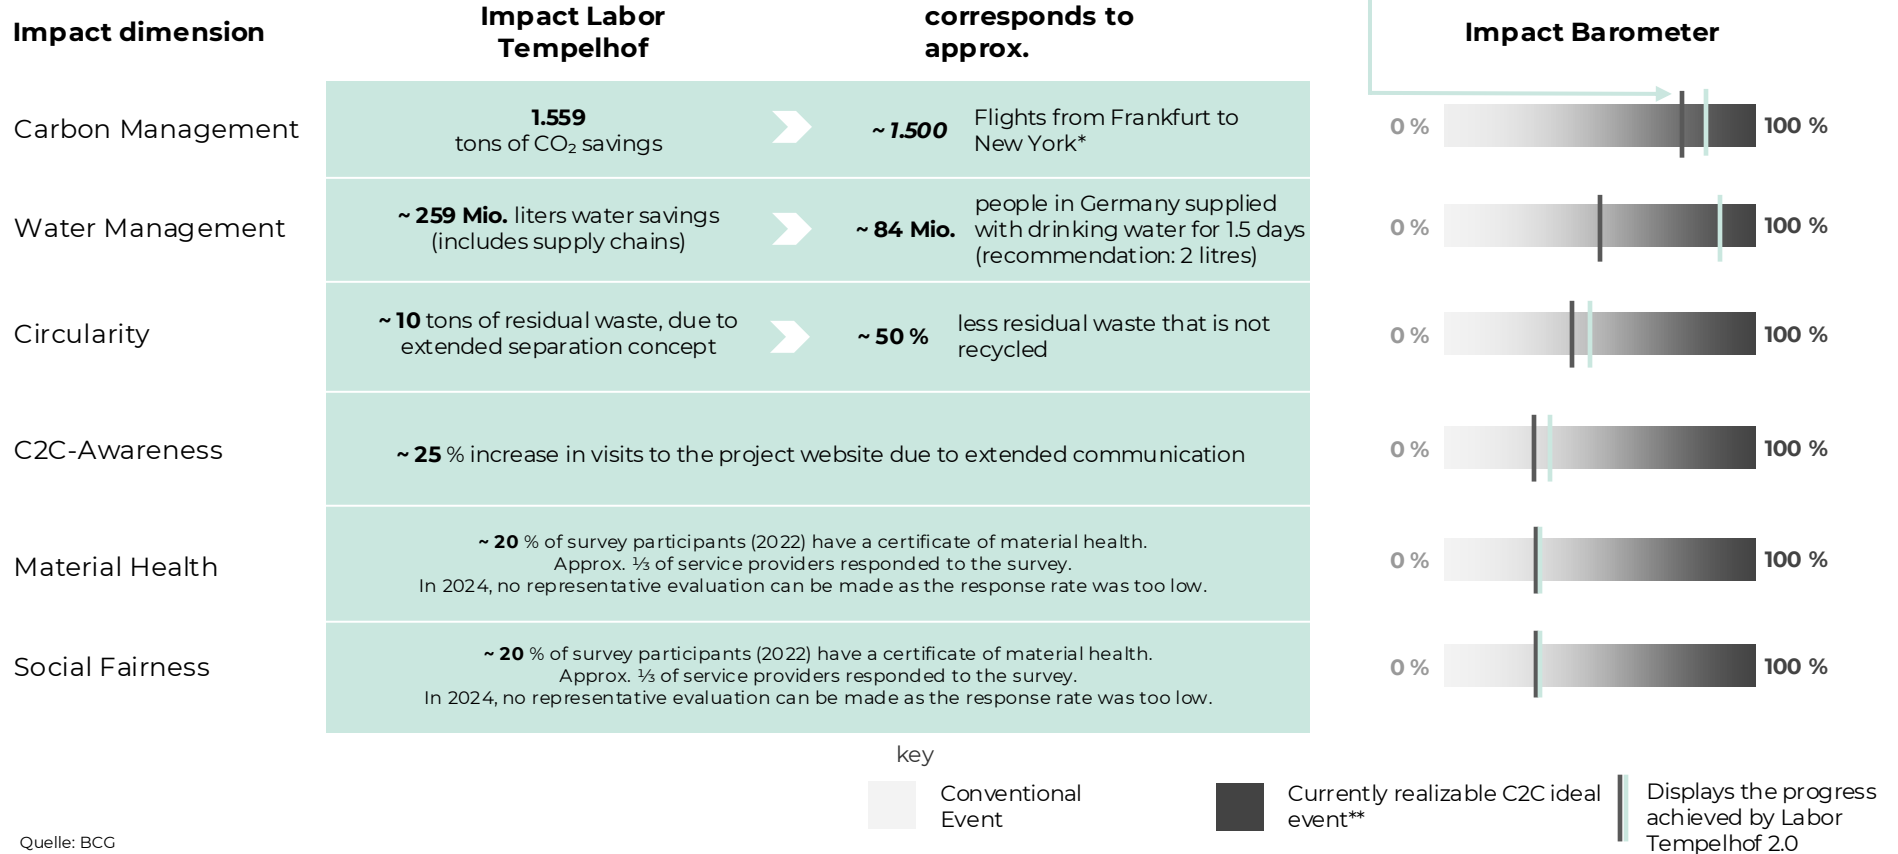 Impact dimension
Impact Labor
Tempelhof
corresponds to
approx.
Impact Barometer
Carbon Management
1.559
tons of CO₂ savings
~ 1.500
Flights from Frankfurt to
New York*
0 %
100 %
Water Management
~ 259 Mio. liters water savings
(includes supply chains)
~ 84 Mio.
people in Germany supplied
with drinking water for 1.5 days
(recommendation: 2 litres)
0 %
100 %
Circularity
~ 10 tons of residual waste, due to
extended separation concept
~ 50 %
less residual waste that is not
recycled
0 %
100 %
C2C-Awareness
~ 25 % increase in visits to the project website due to extended communication
0 %
100 %
Material Health
~ 20 % of survey participants (2022) have a certificate of material health.
Approx. ⅓ of service providers responded to the survey.
In 2024, no representative evaluation can be made as the response rate was too low.
0 %
100 %
Social Fairness
~ 20 % of survey participants (2022) have a certificate of material health.
Approx. ⅓ of service providers responded to the survey.
In 2024, no representative evaluation can be made as the response rate was too low.
0 %
100 %
key
Conventional
Event
Currently realizable C2C ideal
event**
Displays the progress
achieved by Labor
Tempelhof 2.0
Quelle: BCG